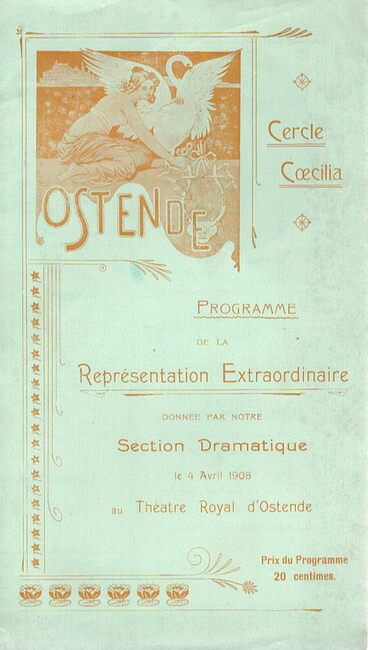 Cercle
Cœcilia
OSTENDE
PROGRAMME
DE LA
Représentation Extraordinaire
DONNÉE PAR NOTRE
Section Dramatique
le 4 Avril 1908
au Théatre Royal d'Ostende
Prix du Programme
20 centimes.